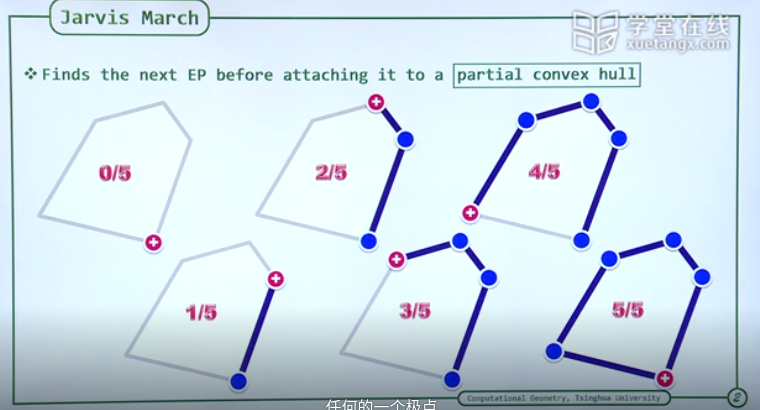 Jarvis March
学堂在线
xuetangx.com
❖Finds the next EP before attaching it to a partial convex hull
0/5
2/5
4/5
1/5
3/5
5/5
Computational Geometry, Tsinghua University
2
任何的一个极点